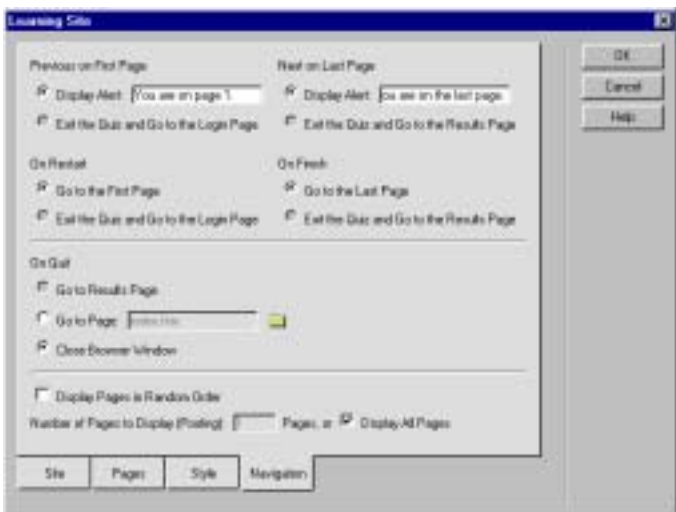 Learning Site
OK
Cancel
Help
Previous on First Page
Display Alert: You are on page 1.
Exit the Quiz and Go to the Login Page
Next on Last Page
Display Alert: ou are on the last page.
Exit the Quiz and Go to the Results Page
On Restart
Go to the First Page
Exit the Quiz and Go to the Login Page
On Finish
Go to the Last Page
Exit the Quiz and Go to the Results Page
On Quit
Go to Results Page
Go to Page: index.htm
Close Browser Window
Display Pages in Random Order
Number of Pages to Display (Pooling): Pages, or Display All Pages
Site Pages Style Navigation